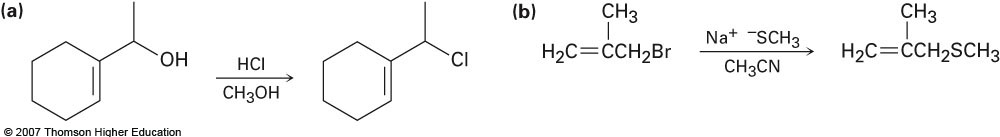 (a)
OH
HCl
CH₃OH
Cl
© 2007 Thomson Higher Education
(b)
CH₃
H₂C=CCH₂Br
Na⁺ ⁻SCH₃
CH₃CN
CH₃
H₂C=CCH₂SCH₃